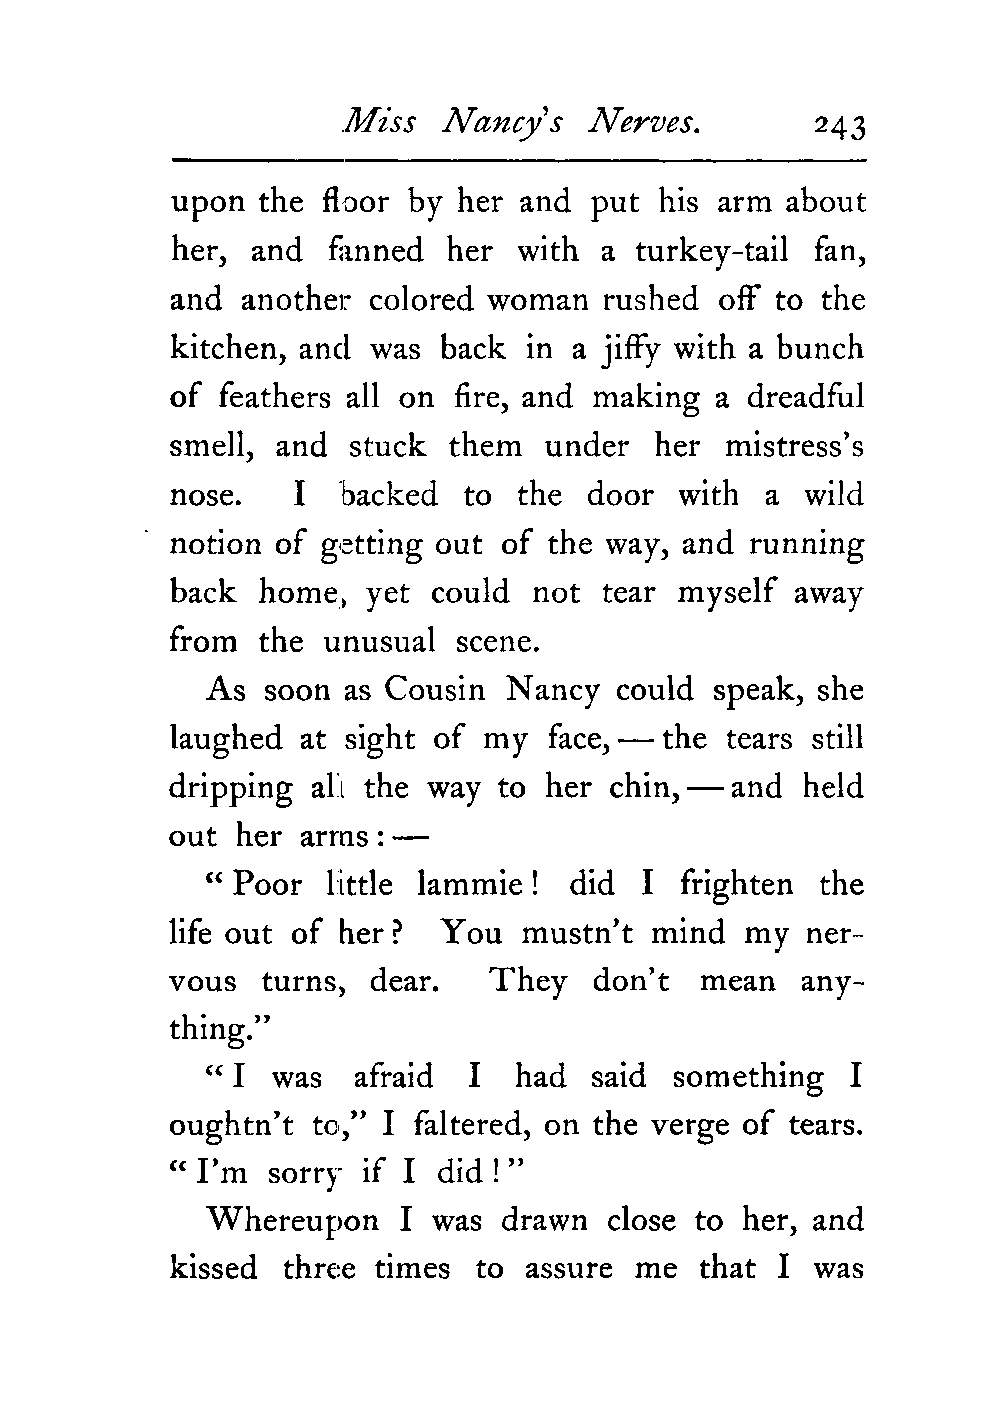 Miss Nancy's Nerves. 243
upon the floor by her and put his arm about
her, and fanned her with a turkey-tail fan,
and another colored woman rushed off to the
kitchen, and was back in a jiffy with a bunch
of feathers all on fire, and making a dreadful
smell, and stuck them under her mistress's
nose. I backed to the door with a wild
notion of getting out of the way, and running
back home, yet could not tear myself away
from the unusual scene.
As soon as Cousin Nancy could speak, she
laughed at sight of my face, — the tears still
dripping all the way to her chin, — and held
out her arms : —
“ Poor little lammie ! did I frighten the
life out of her ? You mustn't mind my ner-
vous turns, dear. They don't mean any-
thing.”
“ I was afraid I had said something I
oughtn't to,” I faltered, on the verge of tears.
“ I'm sorry if I did ! ”
Whereupon I was drawn close to her, and
kissed three times to assure me that I was